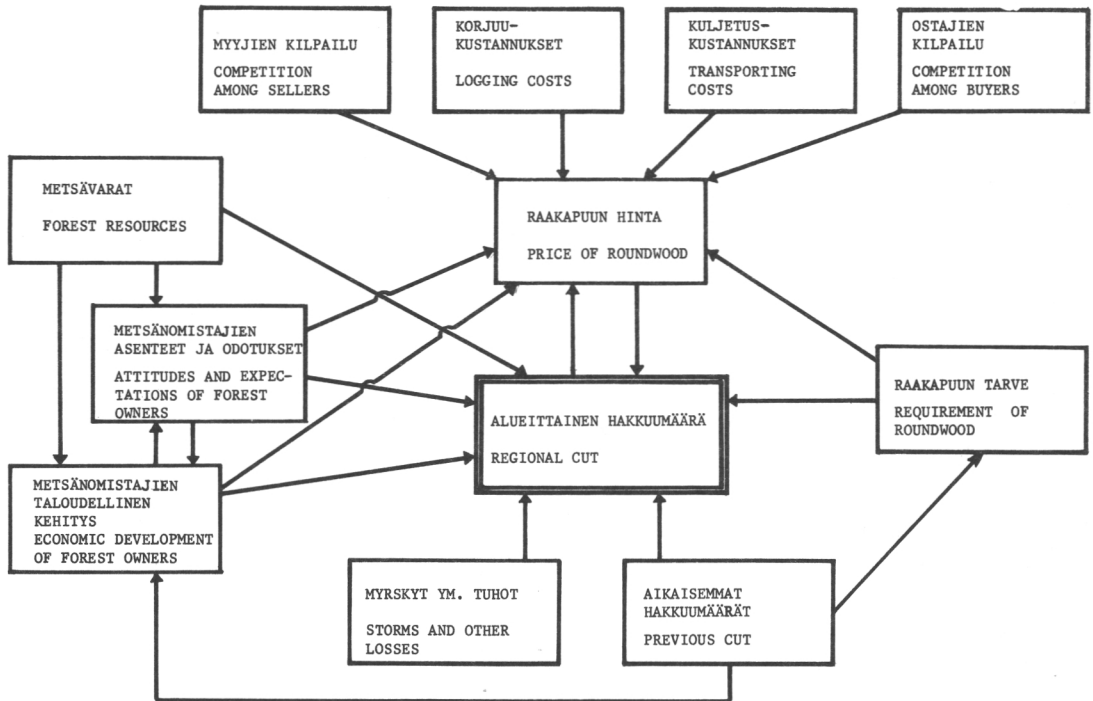 MYYJIEN KILPAILU
COMPETITION
AMONG SELLERS
KORJUU-
KUSTANNUKSET
LOGGING COSTS
KULJETUS-
KUSTANNUKSET
TRANSPORTING
COSTS
OSTAJIEN
KILPAILU
COMPETITION
AMONG BUYERS
METSÄVARAT
FOREST RESOURCES
RAAKAPUUN HINTA
PRICE OF ROUNDWOOD
METSÄNOMISTAJIEN
ASENTEET JA ODOTUKSET
ATTITUDES AND EXPEC-
TATIONS OF FOREST
OWNERS
ALUEITTAINEN HAKKUUMÄÄRÄ
REGIONAL CUT
RAAKAPUUN TARVE
REQUIREMENT OF
ROUNDWOOD
METSÄNOMISTAJIEN
TALOUDELLINEN
KEHITYS
ECONOMIC DEVELOPMENT
OF FOREST OWNERS
MYRSKYT YM. TUHOT
STORMS AND OTHER
LOSSES
AIKAISEMMAT
HAKKUUMÄÄRÄT
PREVIOUS CUT